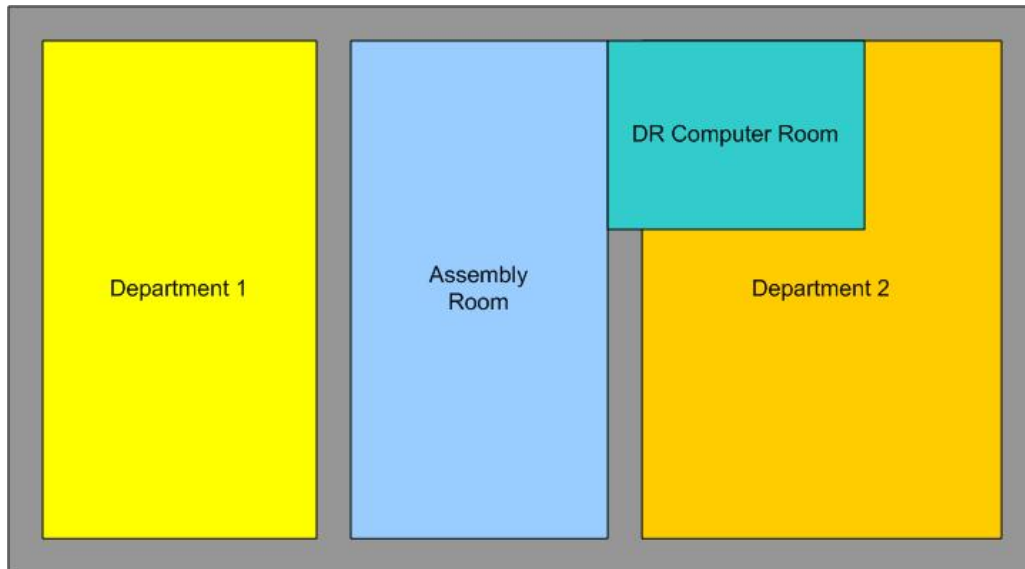 DR Computer Room
Department 1
Assembly
Room
Department 2